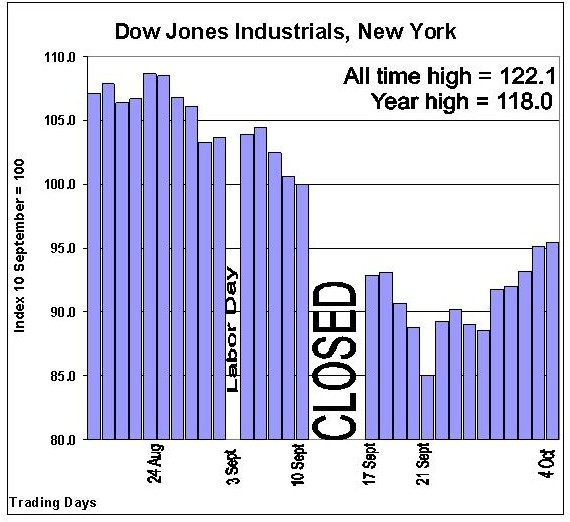 Dow Jones Industrials, New York
All time high = 122.1
Year high = 118.0
Index 10 September = 100
110.0
105.0
100.0
95.0
90.0
85.0
80.0
Labor Day
CLOSED
24 Aug
3 Sept
10 Sept
17 Sept
21 Sept
4 Oct
Trading Days